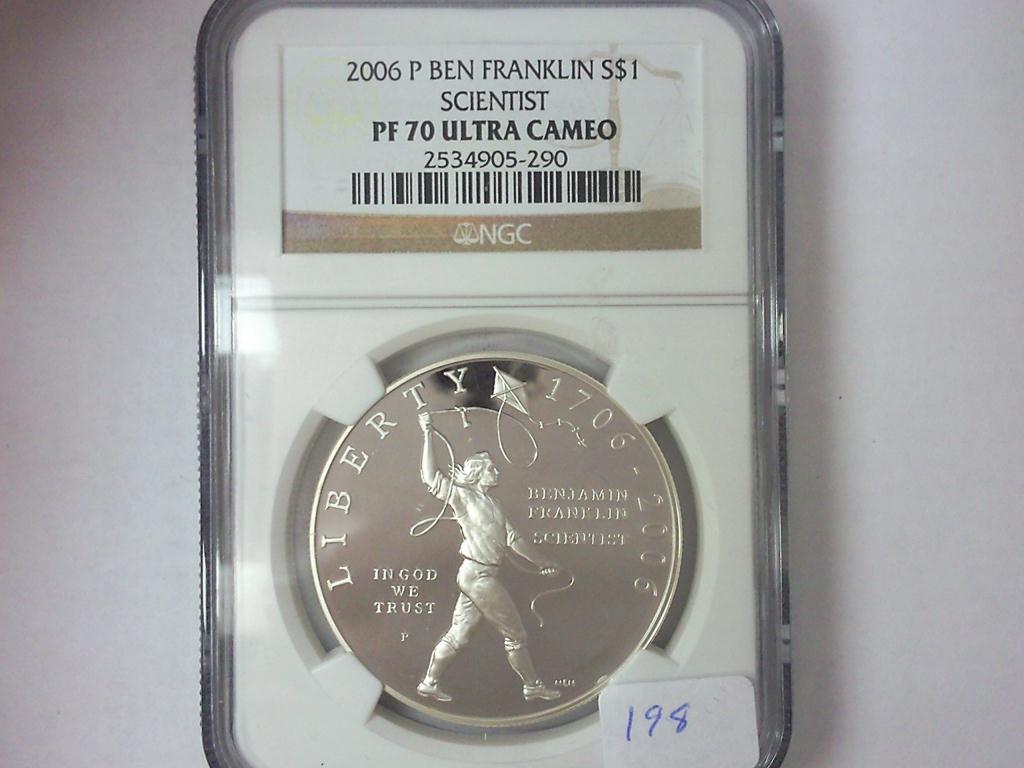 2006 P BEN FRANKLIN S$1
SCIENTIST
PF 70 ULTRA CAMEO
2534905-290
NGC
LIBERTY 1706-2006
BENJAMIN
FRANKLIN
SCIENTIST
IN GOD
WE
TRUST
P
198